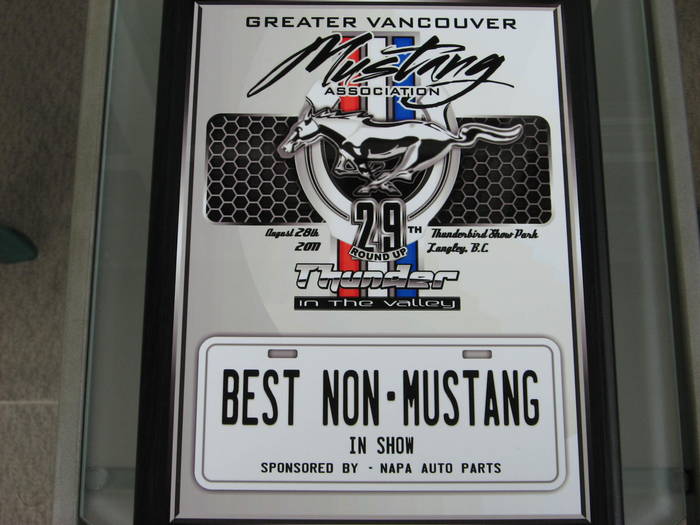 GREATER VANCOUVER
Mustang
ASSOCIATION
August 28th
2011
29TH
ROUND UP
Thunderbird Show Park
Langley, B.C.
Thunder
in the valley
BEST NON·MUSTANG
IN SHOW
SPONSORED BY - NAPA AUTO PARTS